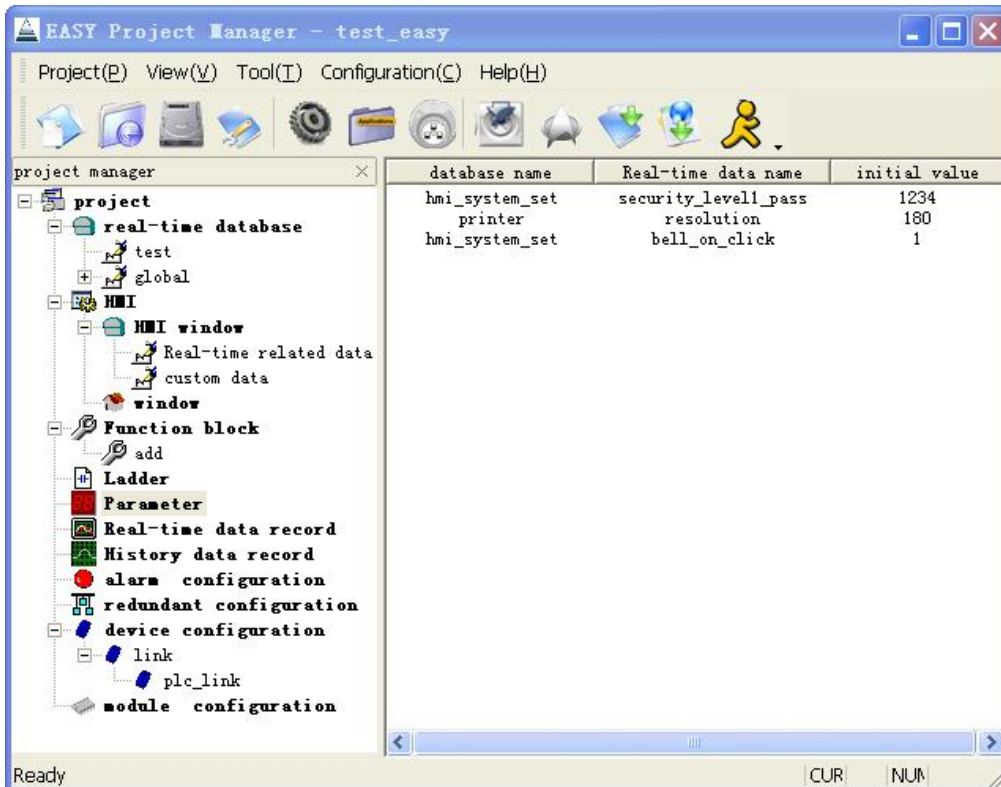 EASY Project Manager - test_easy
Project(P) View(V) Tool(T) Configuration(C) Help(H)
Applications
project manager
project
real-time database
test
global
HMI
HMI window
Real-time related data
custom data
window
Function block
add
Ladder
Parameter
Real-time data record
History data record
alarm configuration
redundant configuration
device configuration
link
plc_link
module configuration
database name Real-time data name initial value
hmi_system_set security_level1_pass 1234
printer resolution 180
hmi_system_set bell_on_click 1
Ready CUR NUM